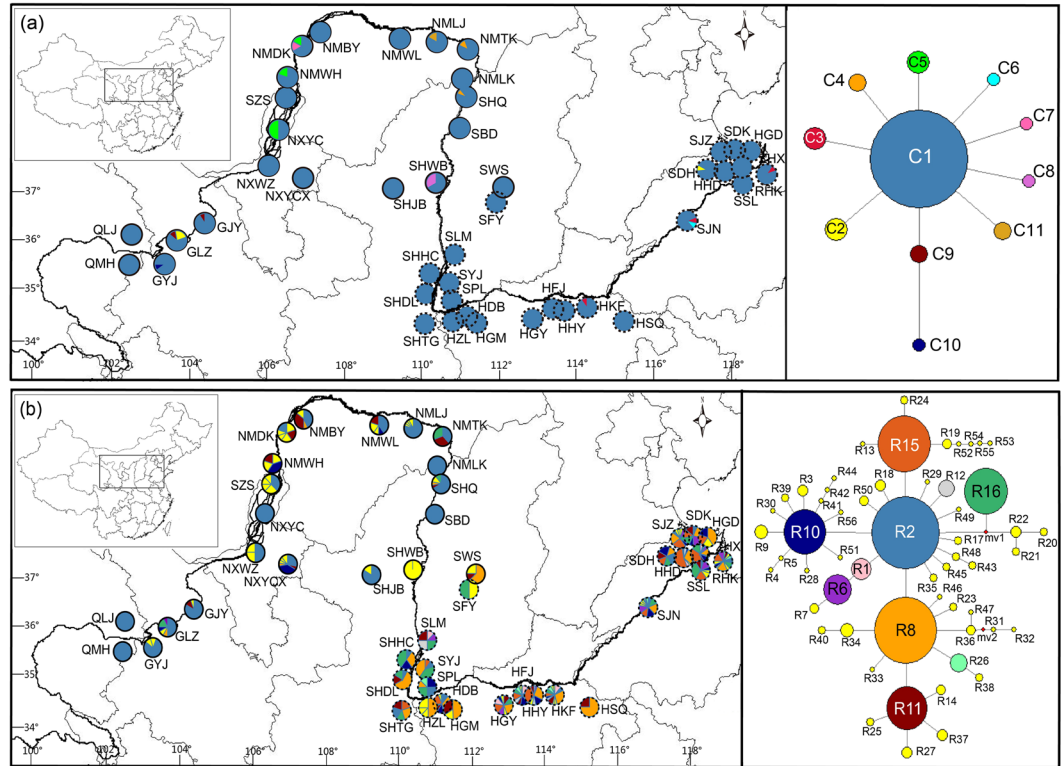 (a)
N
NMDK
NMBY
NMWL
NMLJ
NMTK
NMWH
NMLK
SZS
SHQ
NXYC
SBD
NXWZ
NXYCX
SHWB
SHJB
SWS
SFY
SJZ
SDK
HGD
SDH
HHD
SSL
RHK
SJN
QLJ
QMH
GLZ
GJY
GYJ
SLM
SHHC
SYJ
SHDL
SPL
HDB
SHTG
HZL
HGM
HFJ
HKF
HGY
HHY
HSQ
37°
36°
35°
34°
100°
102°
104°
106°
108°
110°
112°
114°
116°
118°
C5
C4
C6
C3
C7
C1
C8
C2
C11
C9
C10
(b)
N
NMDK
NMBY
NMWL
NMLJ
NMTK
NMWH
NMLK
SZS
SHQ
NXYC
SBD
NXWZ
NXYCX
SHWB
SHJB
SWS
SFY
SJZ
SDK
HGD
SDH
HHD
SSL
RHK
SJN
QLJ
QMH
GLZ
GJY
GYJ
SLM
SHHC
SYJ
SHDL
SPL
HDB
SHTG
HZL
HGM
HFJ
HGY
HHY
HKF
HSQ
37°
36°
35°
34°
100°
102°
104°
106°
108°
110°
112°
114°
116°
118°
R24
R13
R15
R19
R54
R53
R52
R55
R44
R18
R29
R12
R16
R39
R3
R42
R50
R30
R41
R49
R56
R10
R2
mv1
R22
R20
R9
R17
R21
R51
R48
R5
R1
R43
R4
R28
R45
R6
R35
R46
R7
R23
R47
R8
R31
R40
R34
R36
mv2
R32
R26
R33
R38
R14
R11
R25
R37
R27